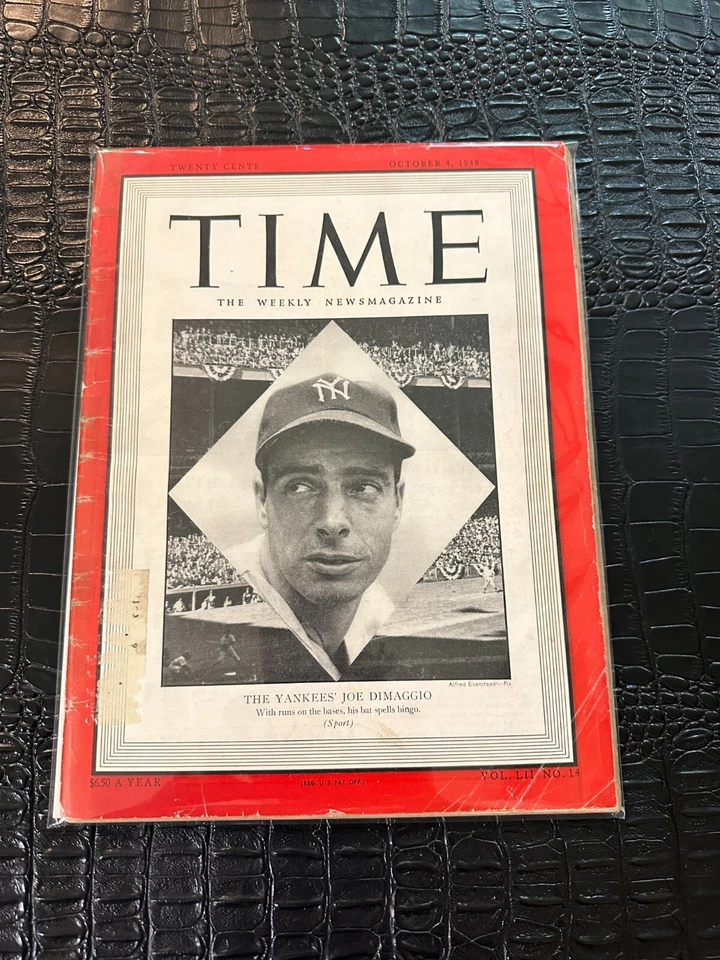 TWENTY CENTS OCTOBER 4, 1948
TIME
THE WEEKLY NEWSMAGAZINE
NY
Alfred Eisenstaedt—Pix
THE YANKEES' JOE DIMAGGIO
With runs on the bases, his bat spells bingo.
(Sport)
$6.50 A YEAR (REG. U.S. PAT. OFF.) VOL. LII NO. 14